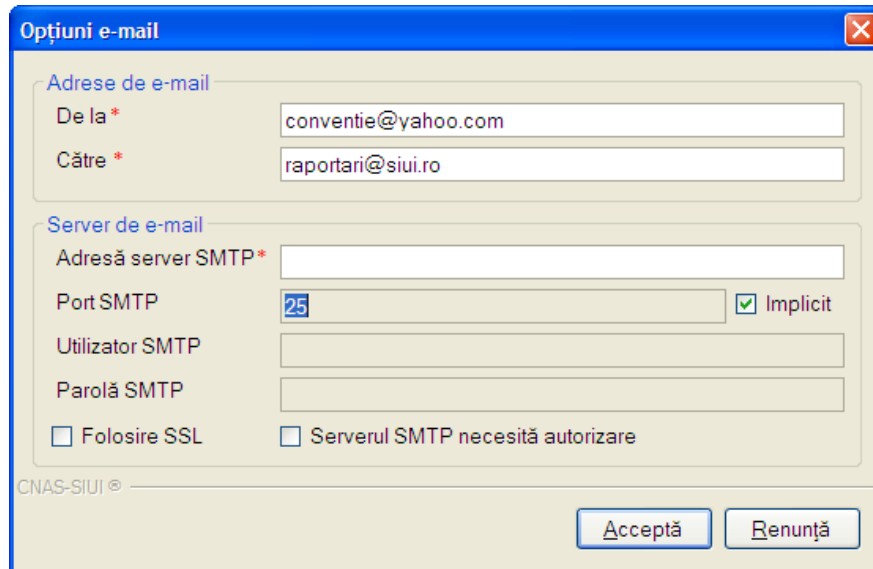 Opțiuni e-mail
Adrese de e-mail
De la *
conventie@yahoo.com
Către *
raportari@siui.ro
Server de e-mail
Adresă server SMTP*
Port SMTP
25
Implicit
Utilizator SMTP
Parolă SMTP
Folosire SSL
Serverul SMTP necesită autorizare
CNAS-SIUI ®
Acceptă
Renunță